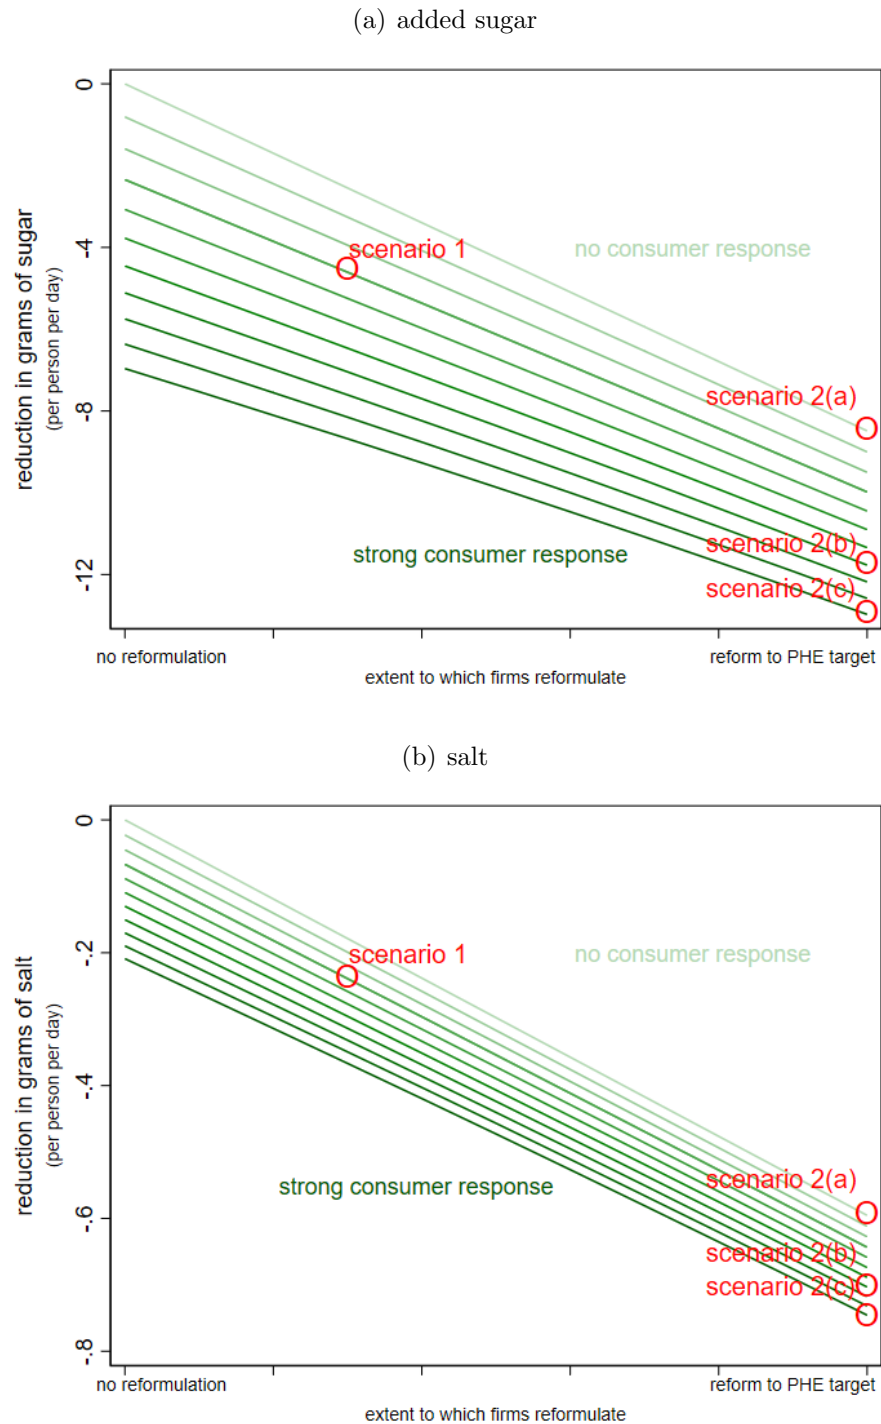 (a) added sugar
0
-4
-8
-12
reduction in grams of sugar
(per person per day)
scenario 1
no consumer response
scenario 2(a)
strong consumer response
scenario 2(b)
scenario 2(c)
no reformulation
reform to PHE target
extent to which firms reformulate
(b) salt
0
-.2
-.4
-.6
-.8
reduction in grams of salt
(per person per day)
scenario 1
no consumer response
scenario 2(a)
strong consumer response
scenario 2(b)
scenario 2(c)
no reformulation
reform to PHE target
extent to which firms reformulate